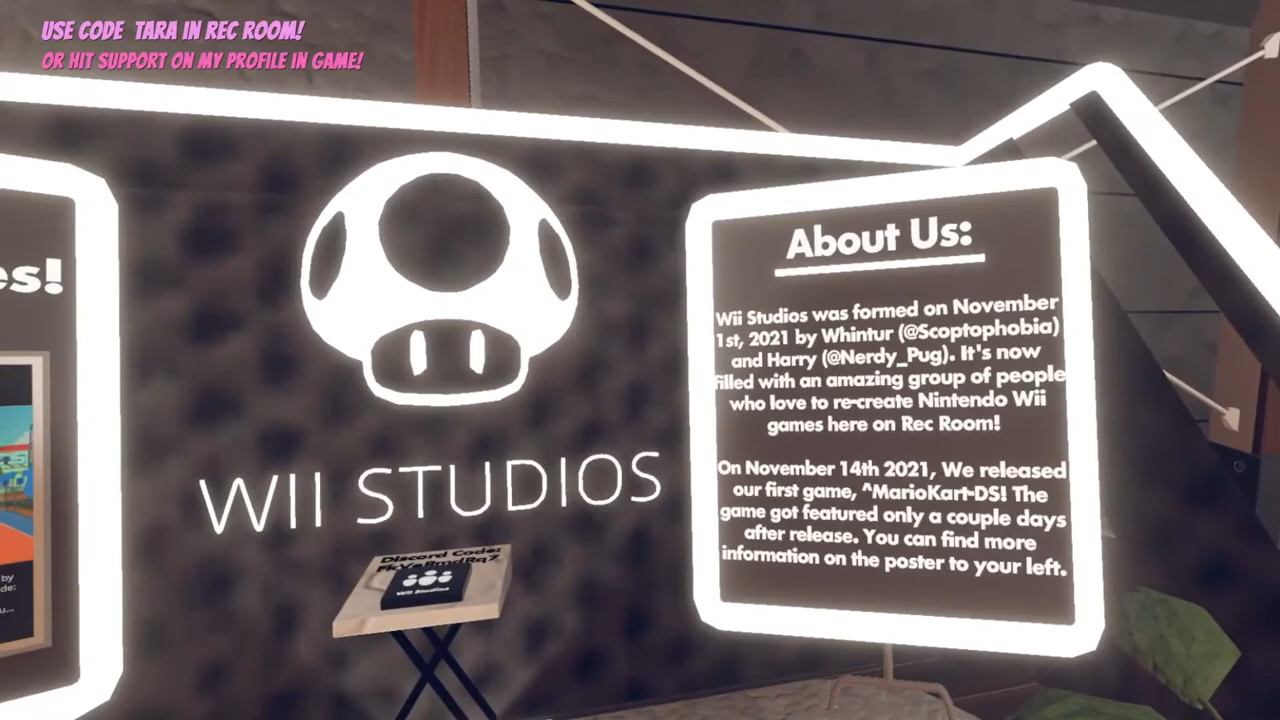 USE CODE TARA IN REC ROOM!
OR HIT SUPPORT ON MY PROFILE IN GAME!
es!
WII STUDIOS
Discord Code:
Wii Studios
by
de:
u...
About Us:
Wii Studios was formed on November
1st, 2021 by Whintur (@Scoptophobia)
and Harry (@Nerdy_Pug). It's now
filled with an amazing group of people
who love to re-create Nintendo Wii
games here on Rec Room!
On November 14th 2021, We released
our first game, ^MarioKart-DS! The
game got featured only a couple days
after release. You can find more
information on the poster to your left.